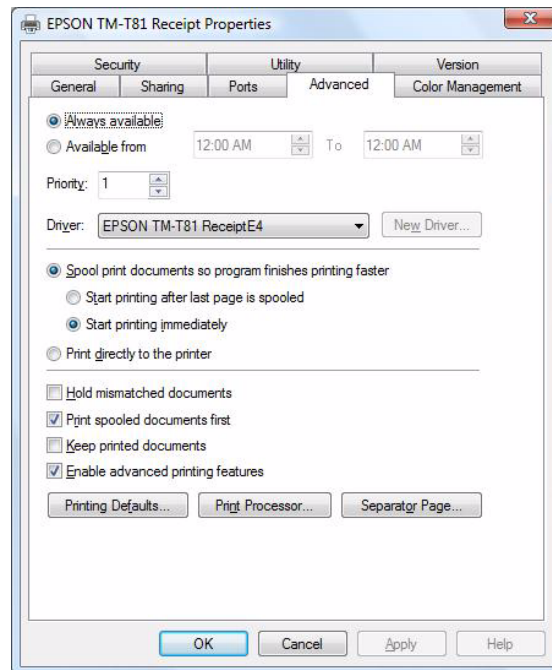 EPSON TM-T81 Receipt Properties
Security Utility Version
General Sharing Ports Advanced Color Management
Always available
Available from 12:00 AM To 12:00 AM
Priority: 1
Driver: EPSON TM-T81 ReceiptE4 New Driver...
Spool print documents so program finishes printing faster
Start printing after last page is spooled
Start printing immediately
Print directly to the printer
Hold mismatched documents
Print spooled documents first
Keep printed documents
Enable advanced printing features
Printing Defaults... Print Processor... Separator Page...
OK Cancel Apply Help